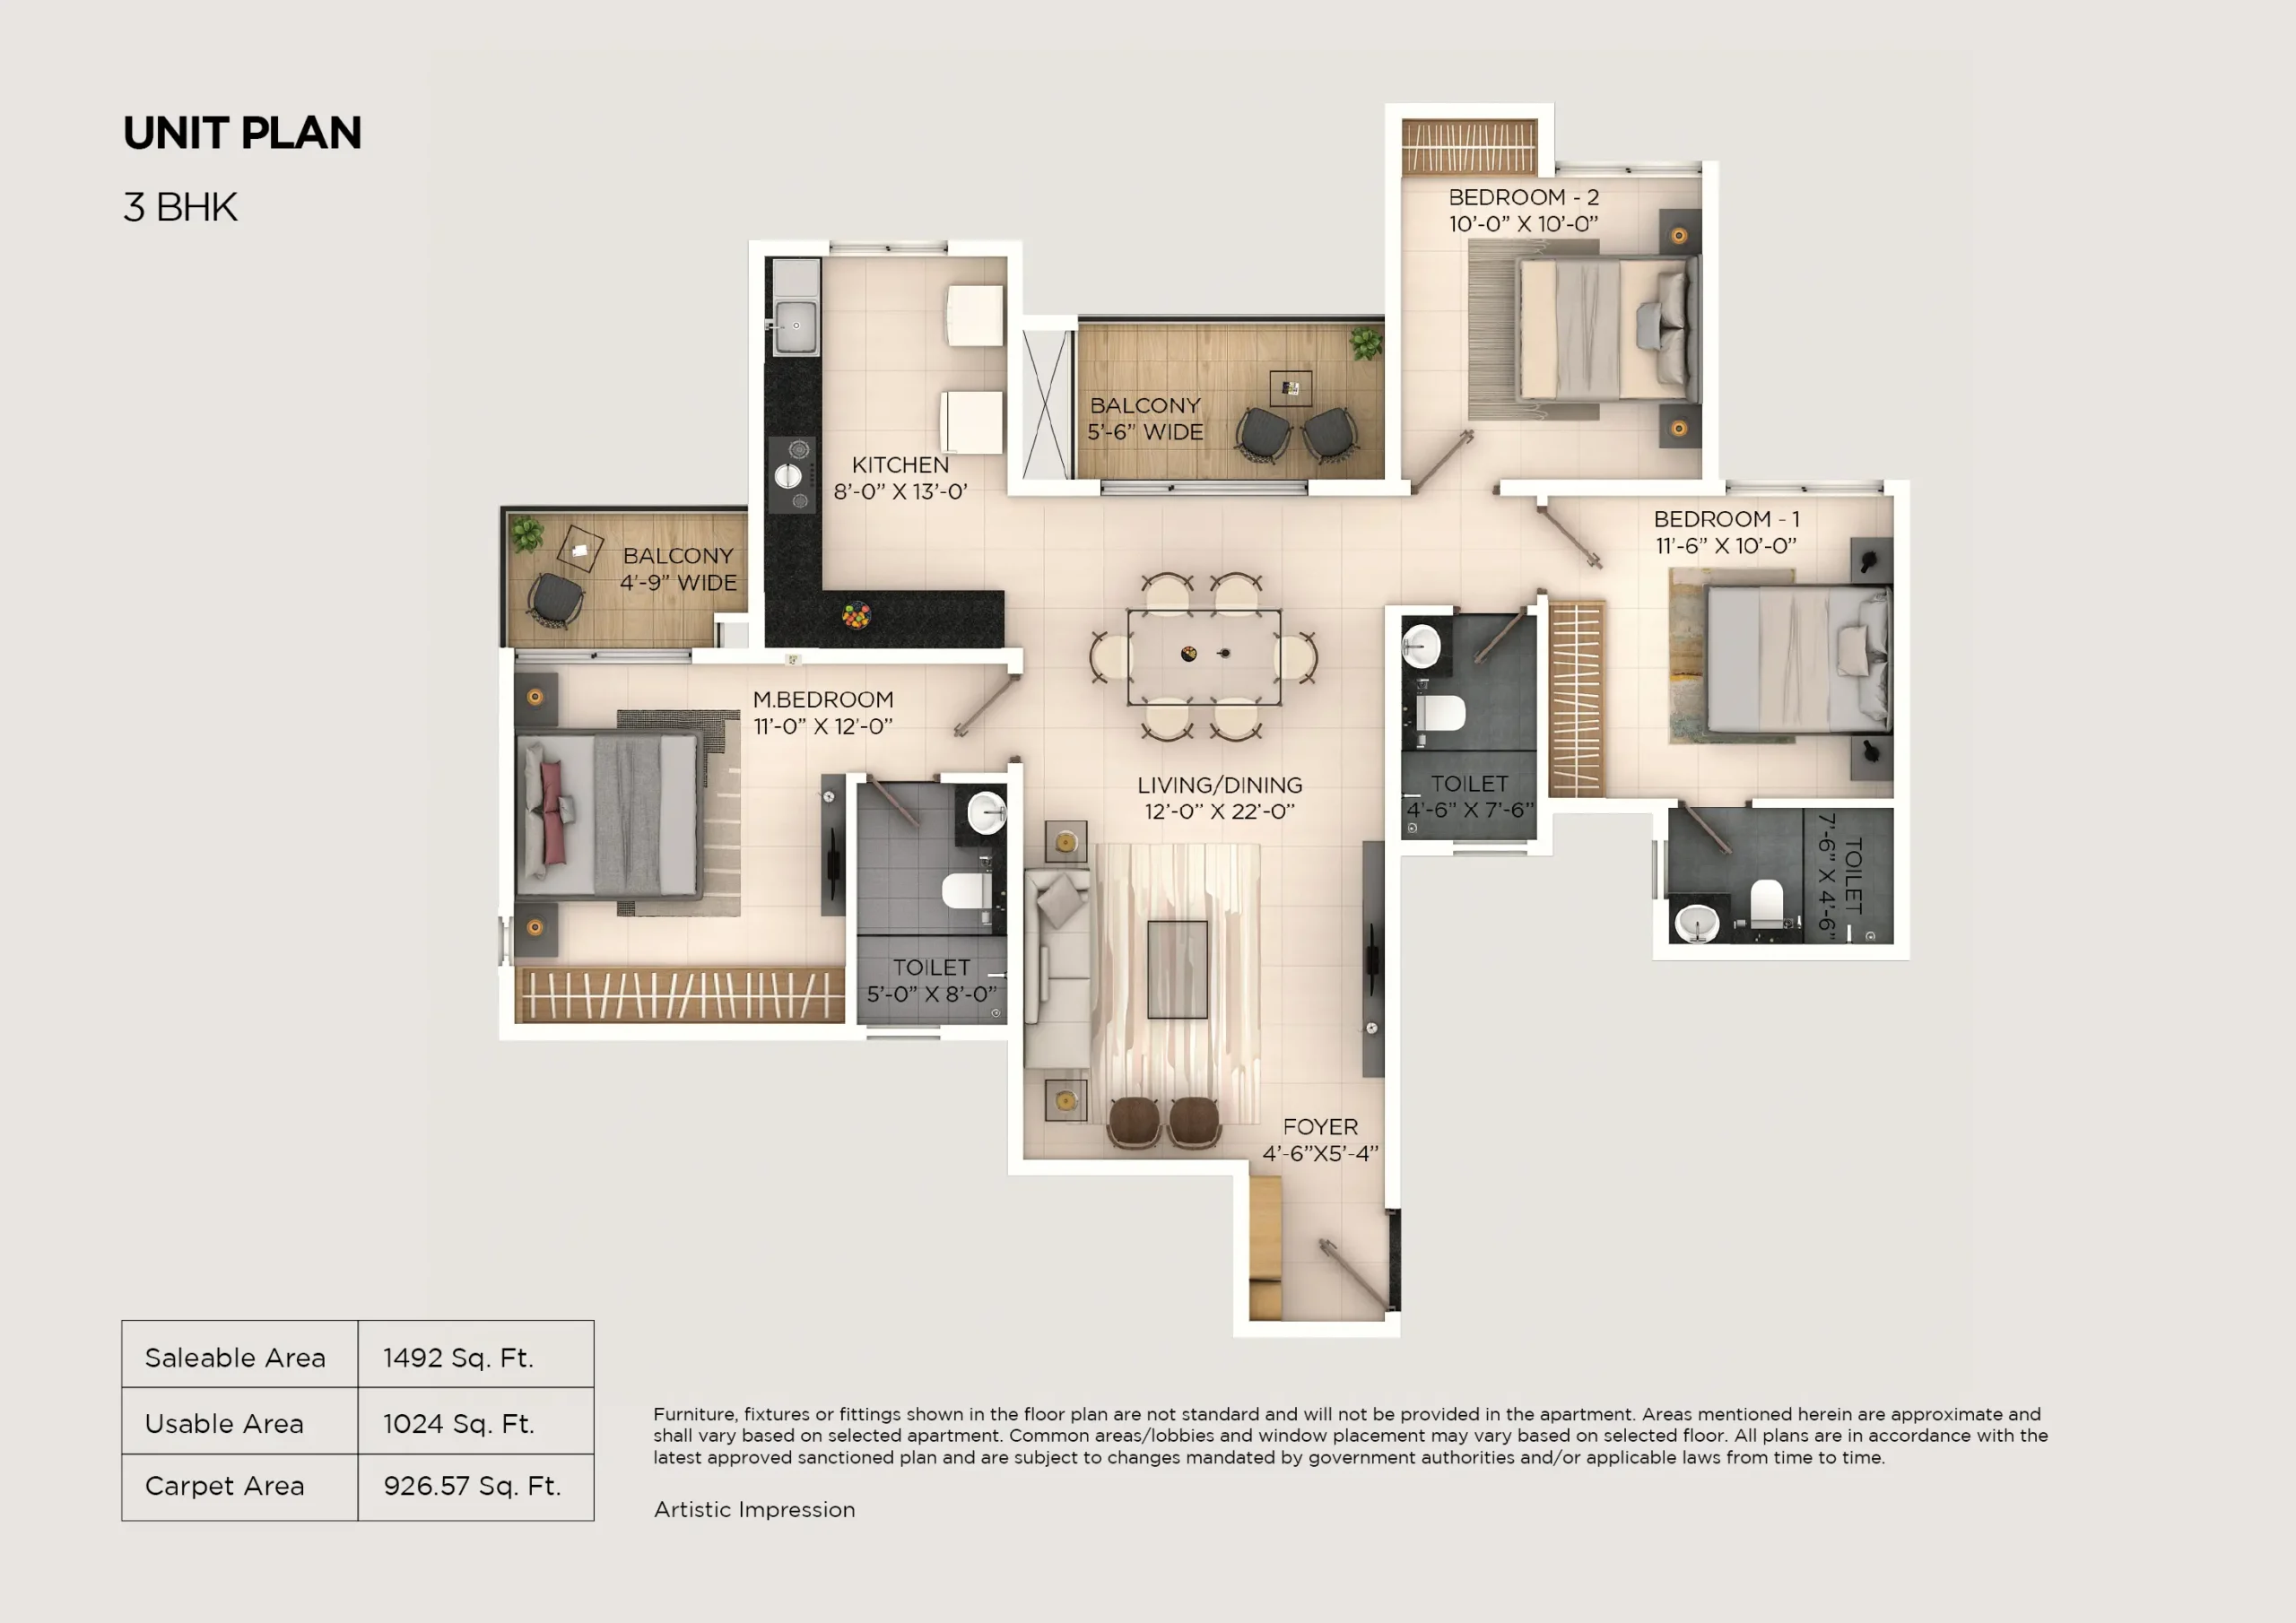 UNIT PLAN
3 BHK
BEDROOM - 2
10’-0” X 10’-0”
BALCONY
5’-6” WIDE
KITCHEN
8’-0” X 13’-0’
BEDROOM - 1
11’-6” X 10’-0”
BALCONY
4’-9” WIDE
M.BEDROOM
11’-0” X 12’-0”
LIVING/DINING
12’-0” X 22’-0”
TOILET
4’-6” X 7’-6”
TOILET
7’-6” X 4’-6”
TOILET
5’-0” X 8’-0”
FOYER
4’-6”X5’-4”
Saleable Area 1492 Sq. Ft.
Usable Area 1024 Sq. Ft.
Carpet Area 926.57 Sq. Ft.
Furniture, fixtures or fittings shown in the floor plan are not standard and will not be provided in the apartment. Areas mentioned herein are approximate and
shall vary based on selected apartment. Common areas/lobbies and window placement may vary based on selected floor. All plans are in accordance with the
latest approved sanctioned plan and are subject to changes mandated by government authorities and/or applicable laws from time to time.
Artistic Impression